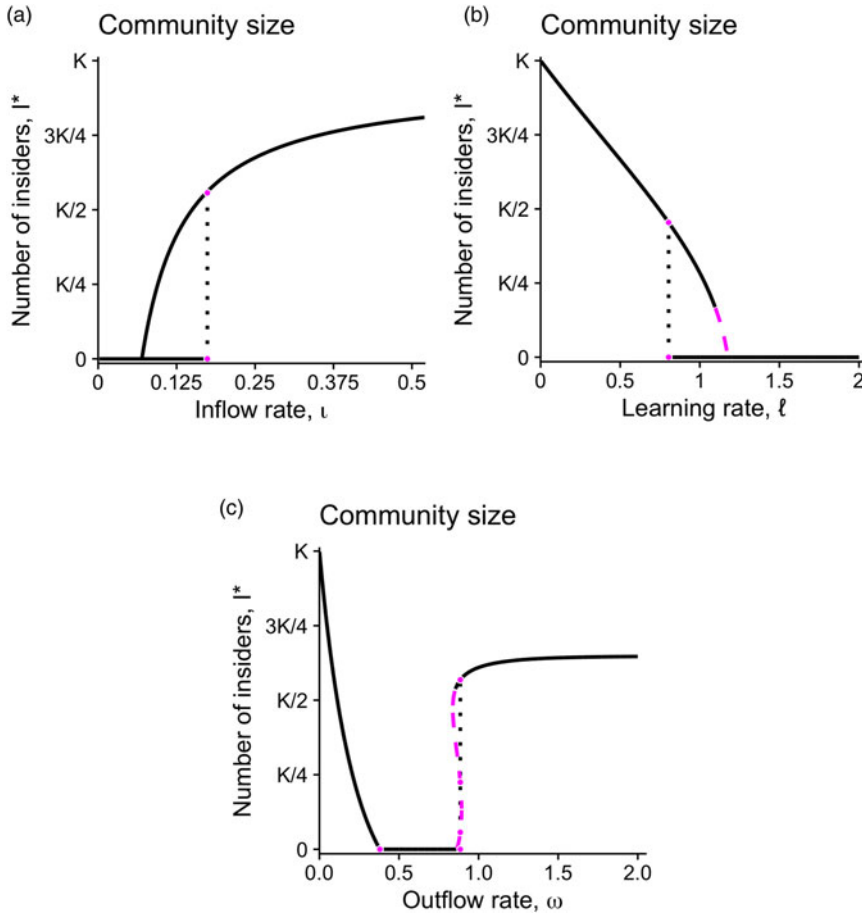 (a)
Community size
Number of insiders, I*
K
3K/4
K/2
K/4
0
0 0.125 0.25 0.375 0.5
Inflow rate, ι
(b)
Community size
Number of insiders, I*
K
3K/4
K/2
K/4
0
0 0.5 1 1.5 2
Learning rate, ℓ
(c)
Community size
Number of insiders, I*
K
3K/4
K/2
K/4
0
0.0 0.5 1.0 1.5 2.0
Outflow rate, ω